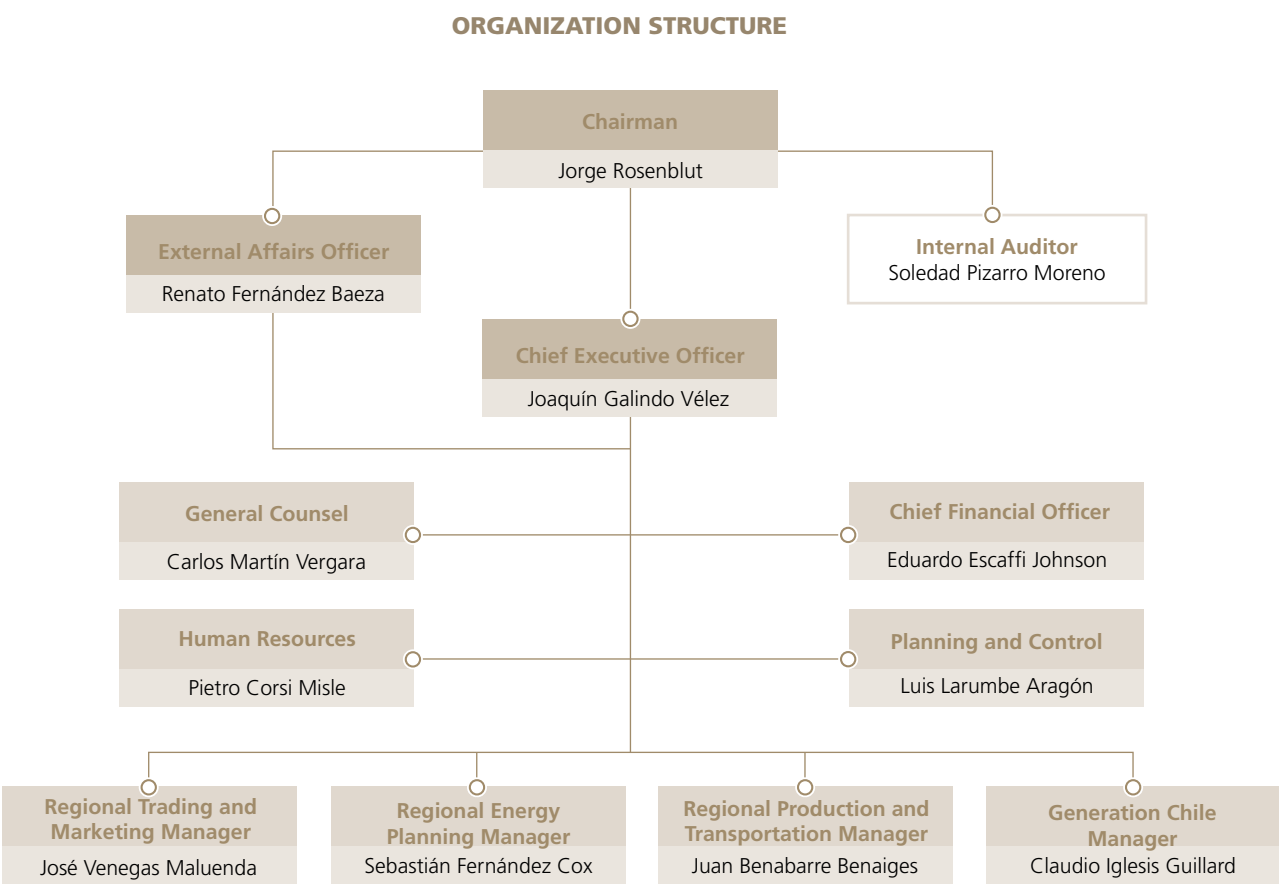 ORGANIZATION STRUCTURE
Chairman
Jorge Rosenblut
External Affairs Officer
Renato Fernández Baeza
Internal Auditor
Soledad Pizarro Moreno
Chief Executive Officer
Joaquín Galindo Vélez
General Counsel
Carlos Martín Vergara
Chief Financial Officer
Eduardo Escaffi Johnson
Human Resources
Pietro Corsi Misle
Planning and Control
Luis Larumbe Aragón
Regional Trading and
Marketing Manager
José Venegas Maluenda
Regional Energy
Planning Manager
Sebastián Fernández Cox
Regional Production and
Transportation Manager
Juan Benabarre Benaiges
Generation Chile
Manager
Claudio Iglesis Guillard